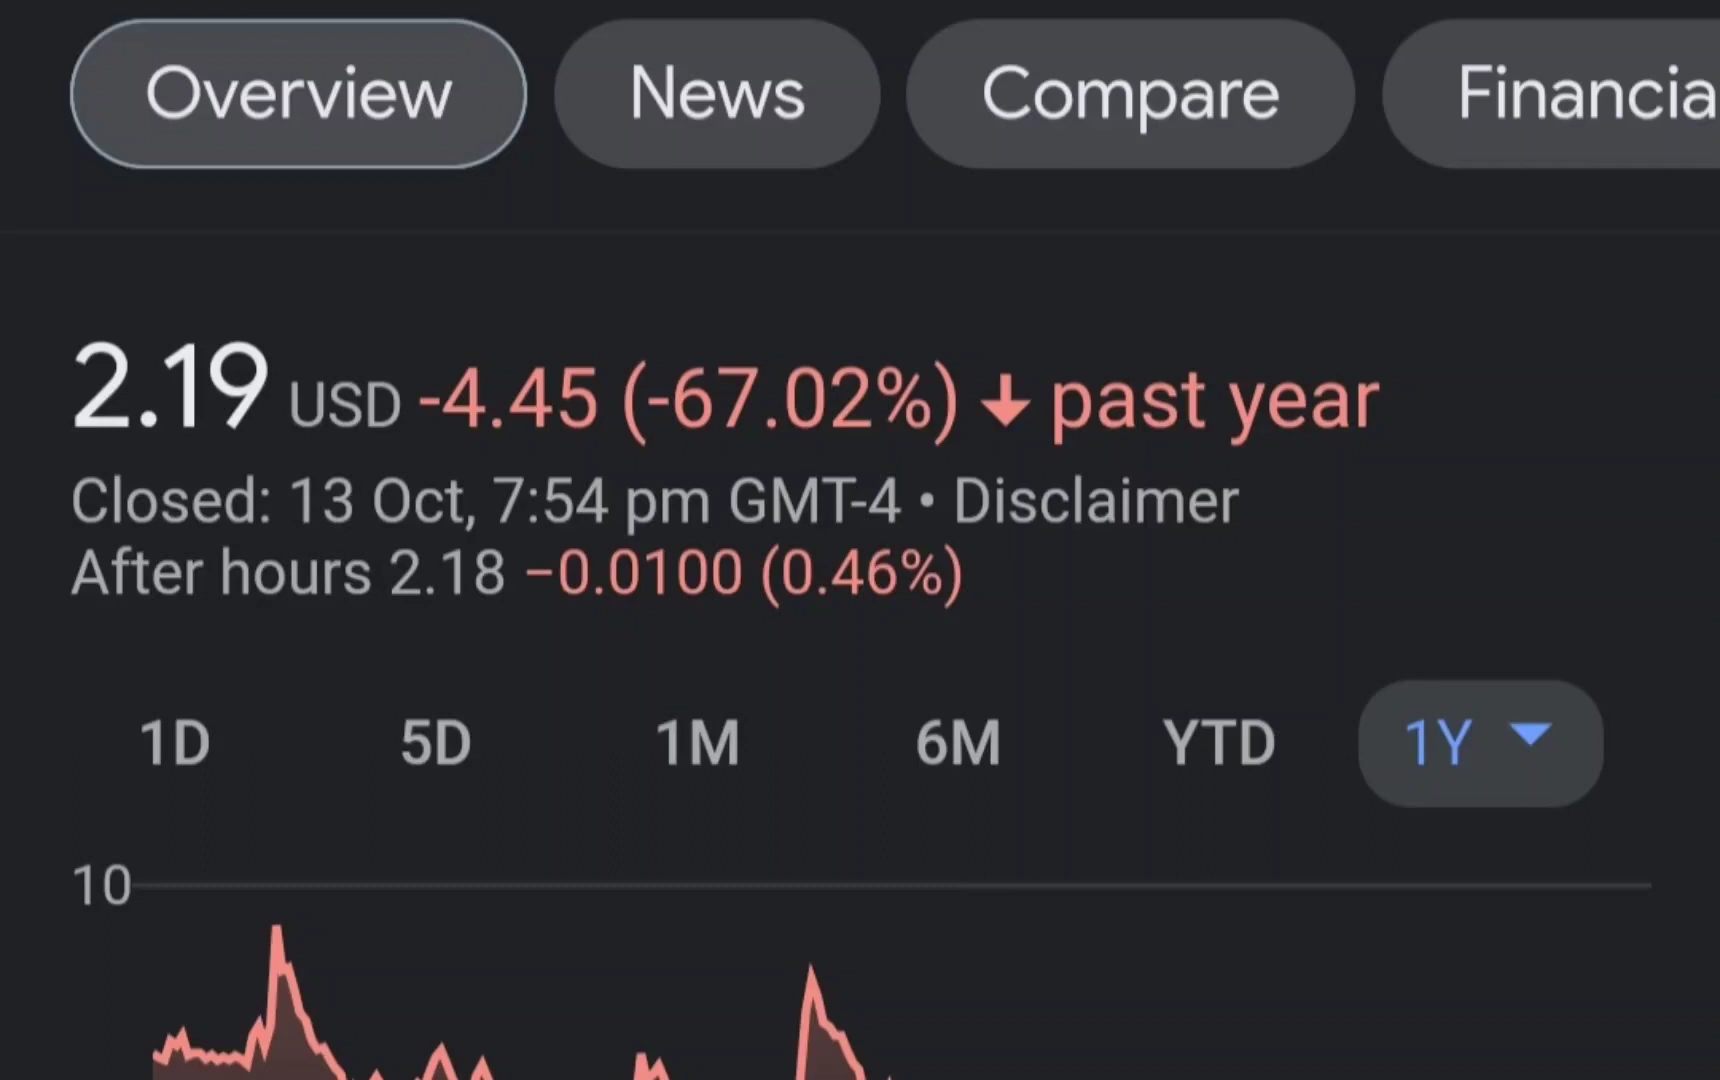 Overview News Compare Financia
2.19 USD -4.45 (-67.02%) ↓ past year
Closed: 13 Oct, 7:54 pm GMT-4 • Disclaimer
After hours 2.18 −0.0100 (0.46%)
1D 5D 1M 6M YTD 1Y
10